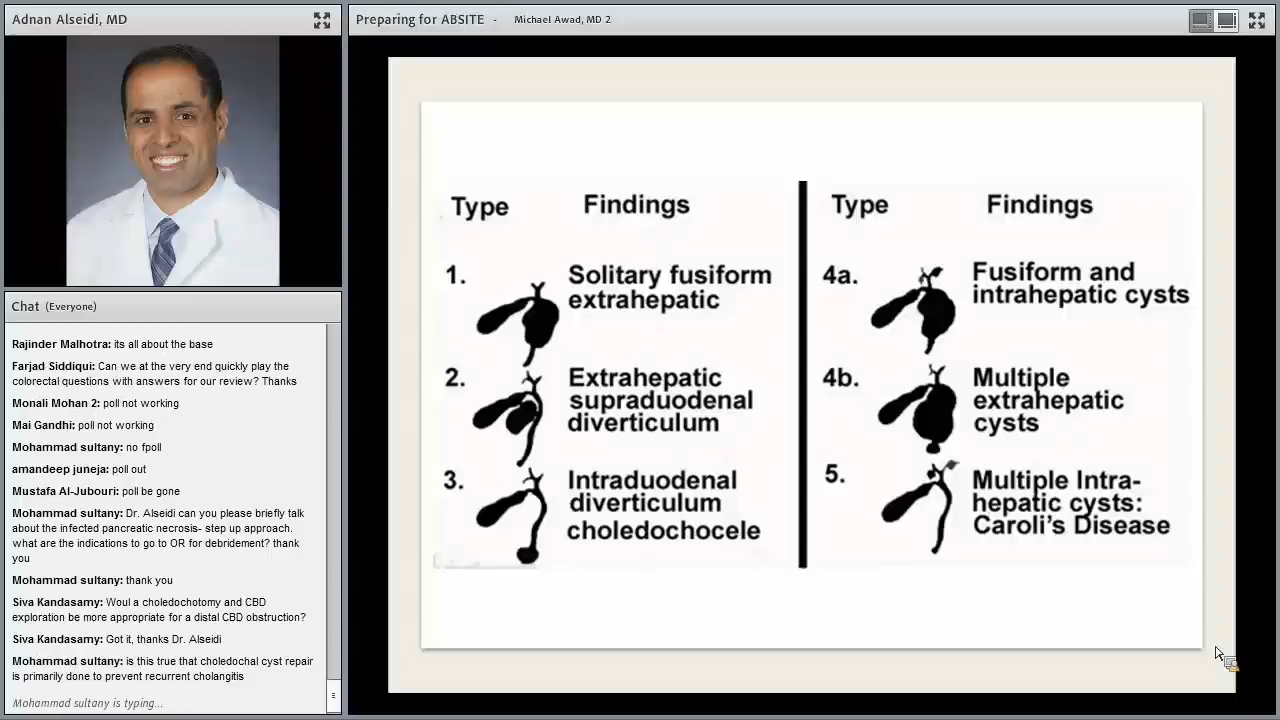 Adnan Alseidi, MD
Preparing for ABSITE - Michael Awad, MD 2
Chat (Everyone)
Rajinder Malhotra: its all about the base
Farjad Siddiqui: Can we at the very end quickly play the
colorectal questions with answers for our review? Thanks
Monali Mohan 2: poll not working
Mai Gandhi: poll not working
Mohammad sultany: no fpoll
amandeep juneja: poll out
Mustafa Al-Jubouri: poll be gone
Mohammad sultany: Dr. Alseidi can you please briefly talk
about the infected pancreatic necrosis- step up approach.
what are the indications to go to OR for debridement? thank
you
Mohammad sultany: thank you
Siva Kandasamy: Woul a choledochotomy and CBD
exploration be more appropriate for a distal CBD obstruction?
Siva Kandasamy: Got it, thanks Dr. Alseidi
Mohammad sultany: is this true that choledochal cyst repair
is primarily done to prevent recurrent cholangitis
Mohammad sultany is typing...
Type Findings
1. Solitary fusiform
extrahepatic
2. Extrahepatic
supraduodenal
diverticulum
3. Intraduodenal
diverticulum
choledochocele
Type Findings
4a. Fusiform and
intrahepatic cysts
4b. Multiple
extrahepatic
cysts
5. Multiple Intra-
hepatic cysts:
Caroli's Disease